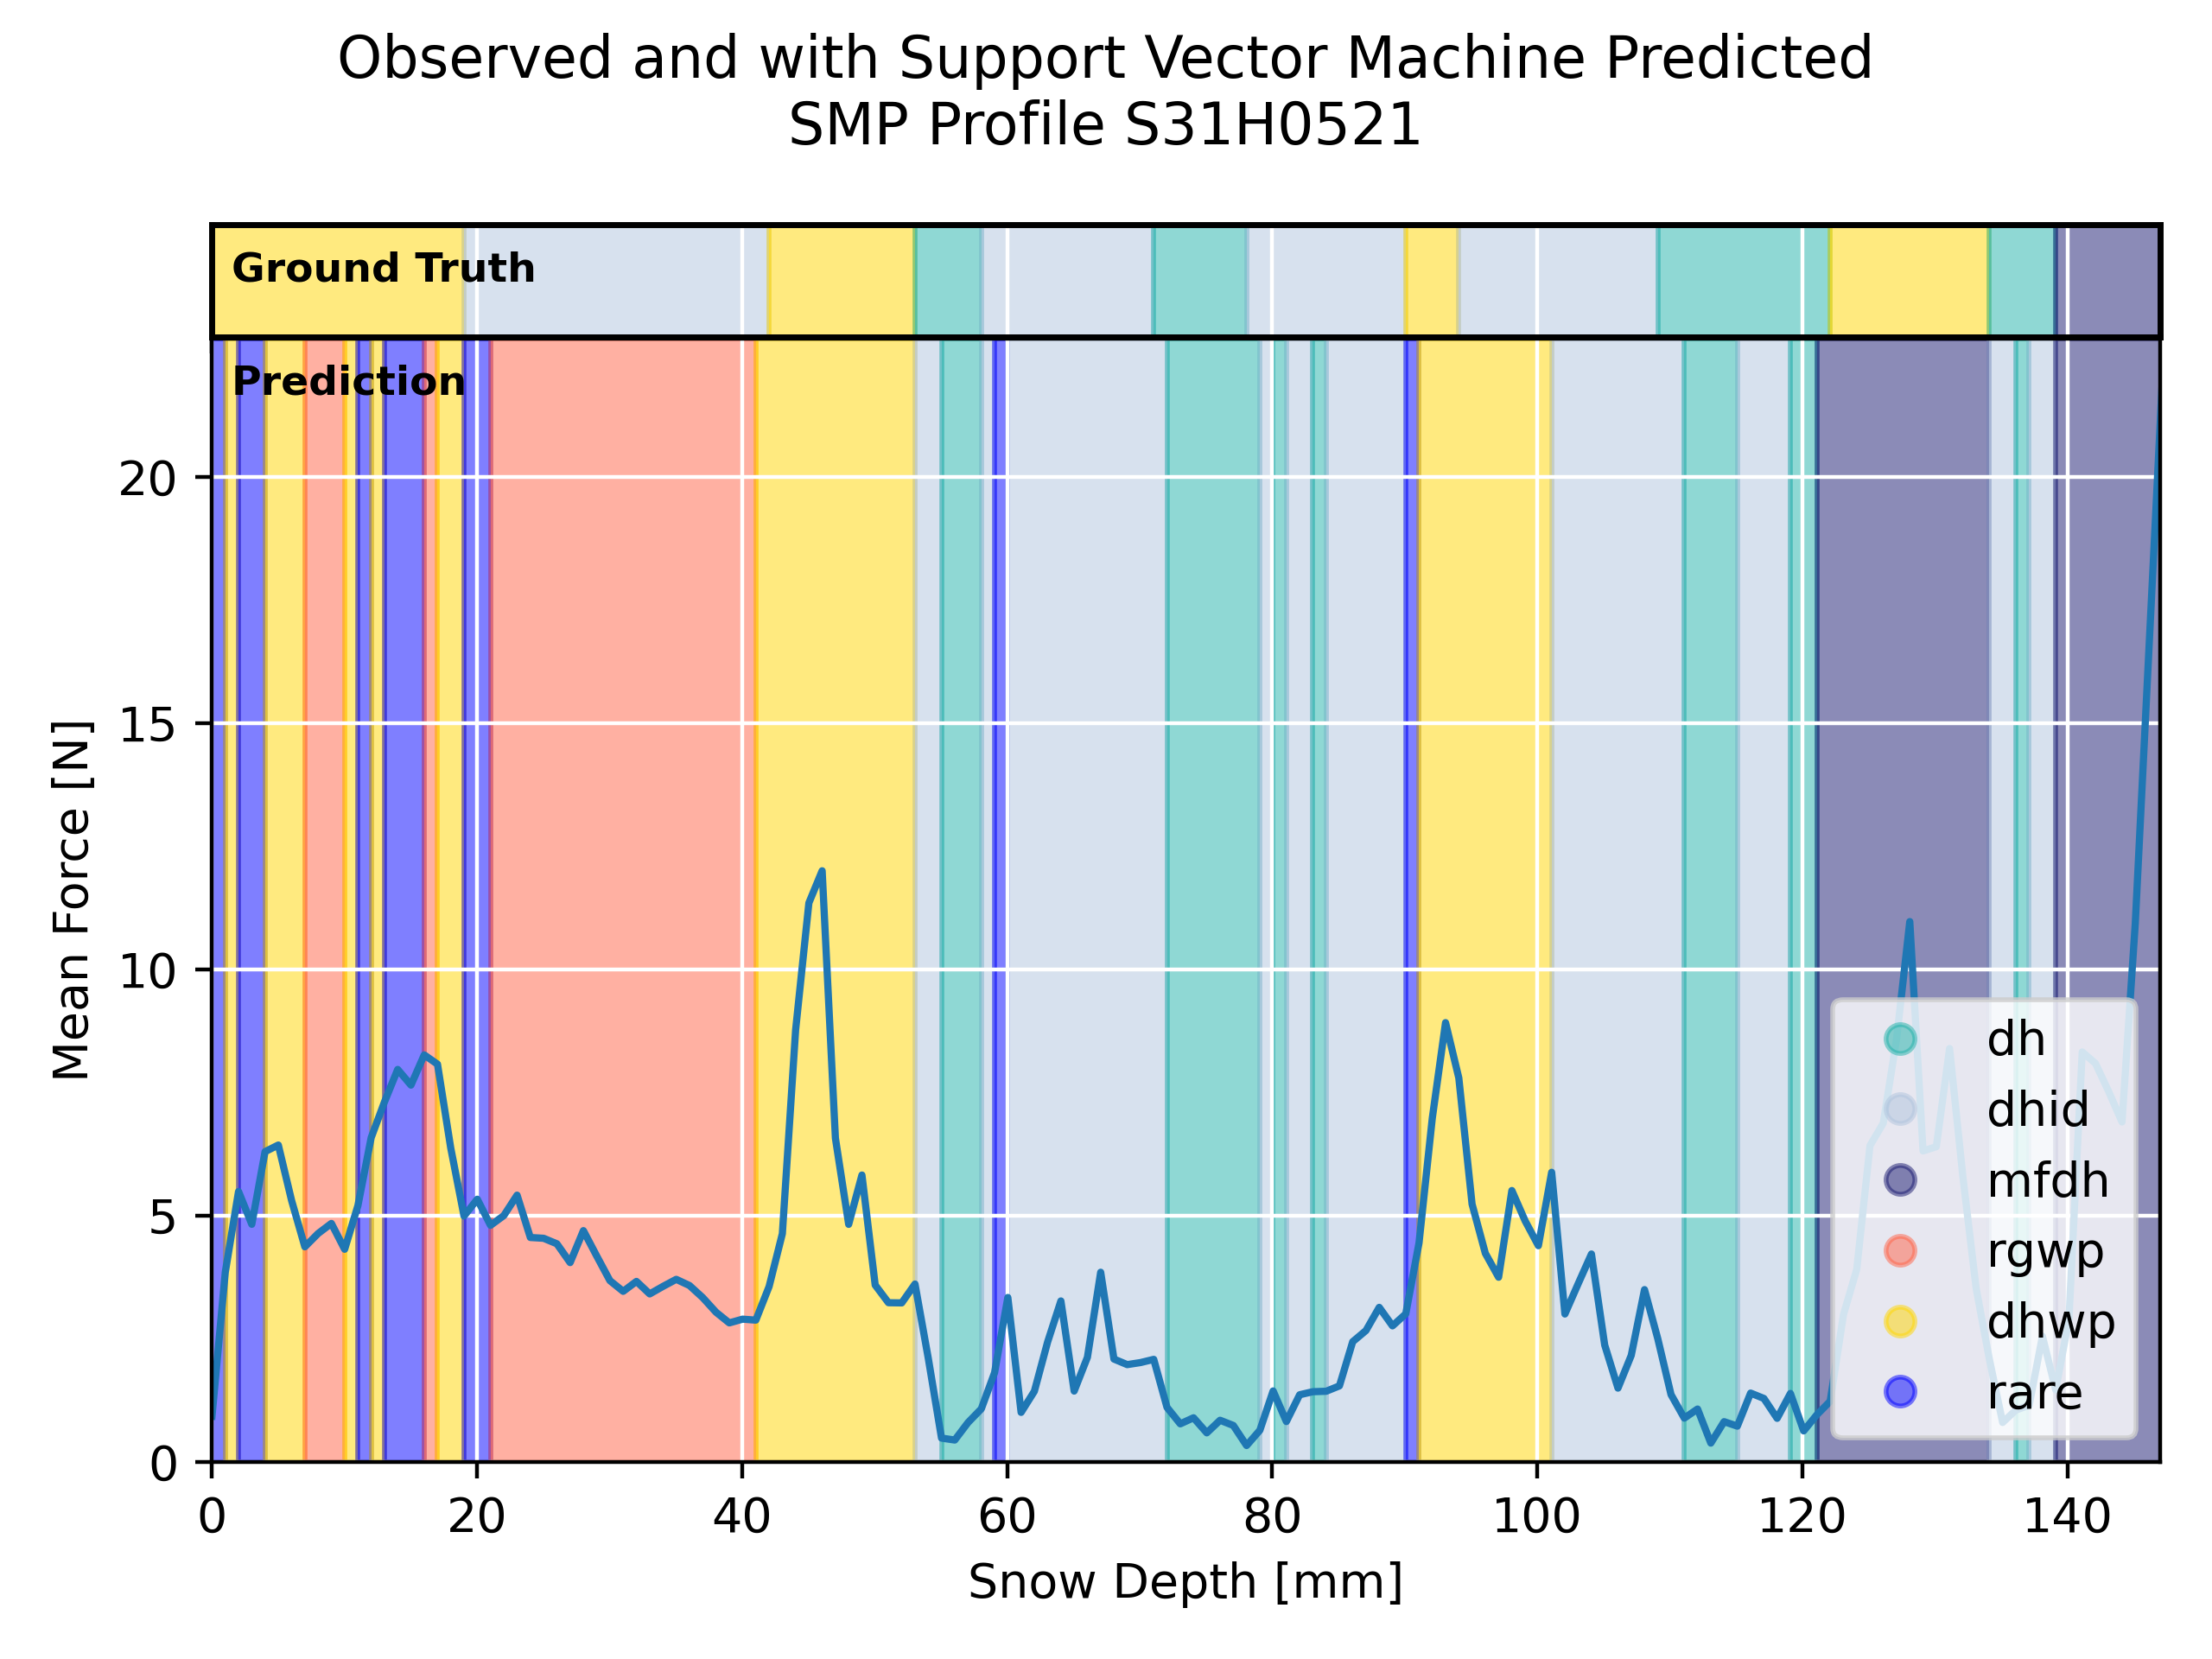 Observed and with Support Vector Machine Predicted
SMP Profile S31H0521
Ground Truth
Prediction
20
15
10
5
0
Mean Force [N]
dh
dhid
mfdh
rgwp
dhwp
rare
0 20 40 60 80 100 120 140
Snow Depth [mm]